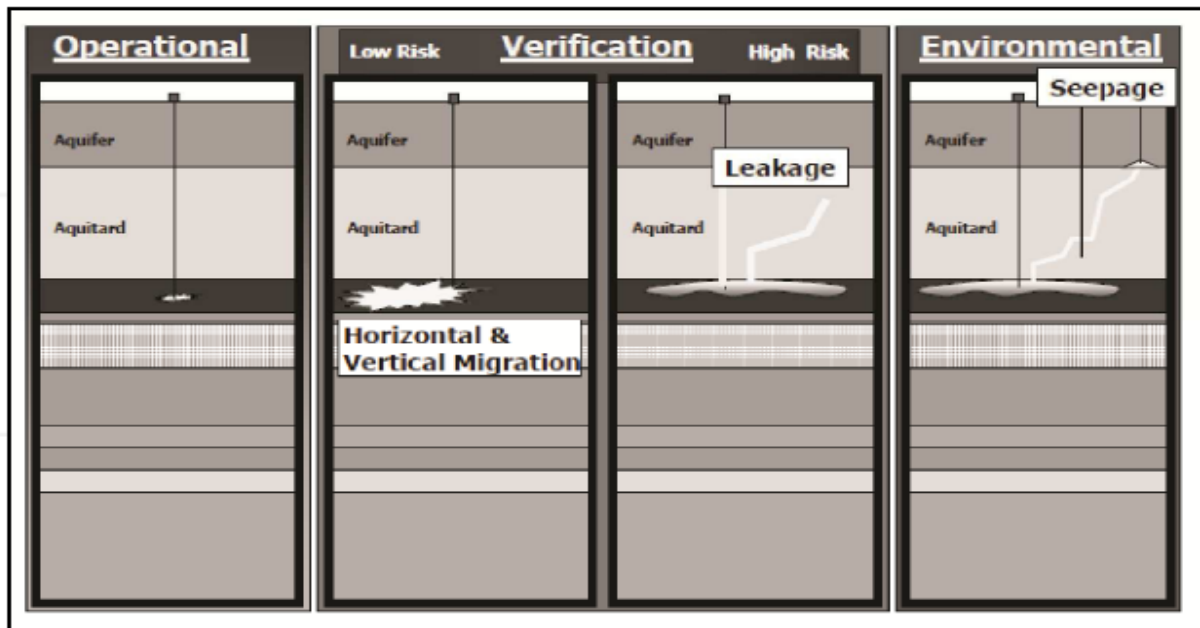 Operational
Low Risk Verification High Risk
Environmental
Seepage
Aquifer
Aquifer
Aquifer
Aquifer
Leakage
Aquitard
Aquitard
Aquitard
Aquitard
Horizontal &
Vertical Migration